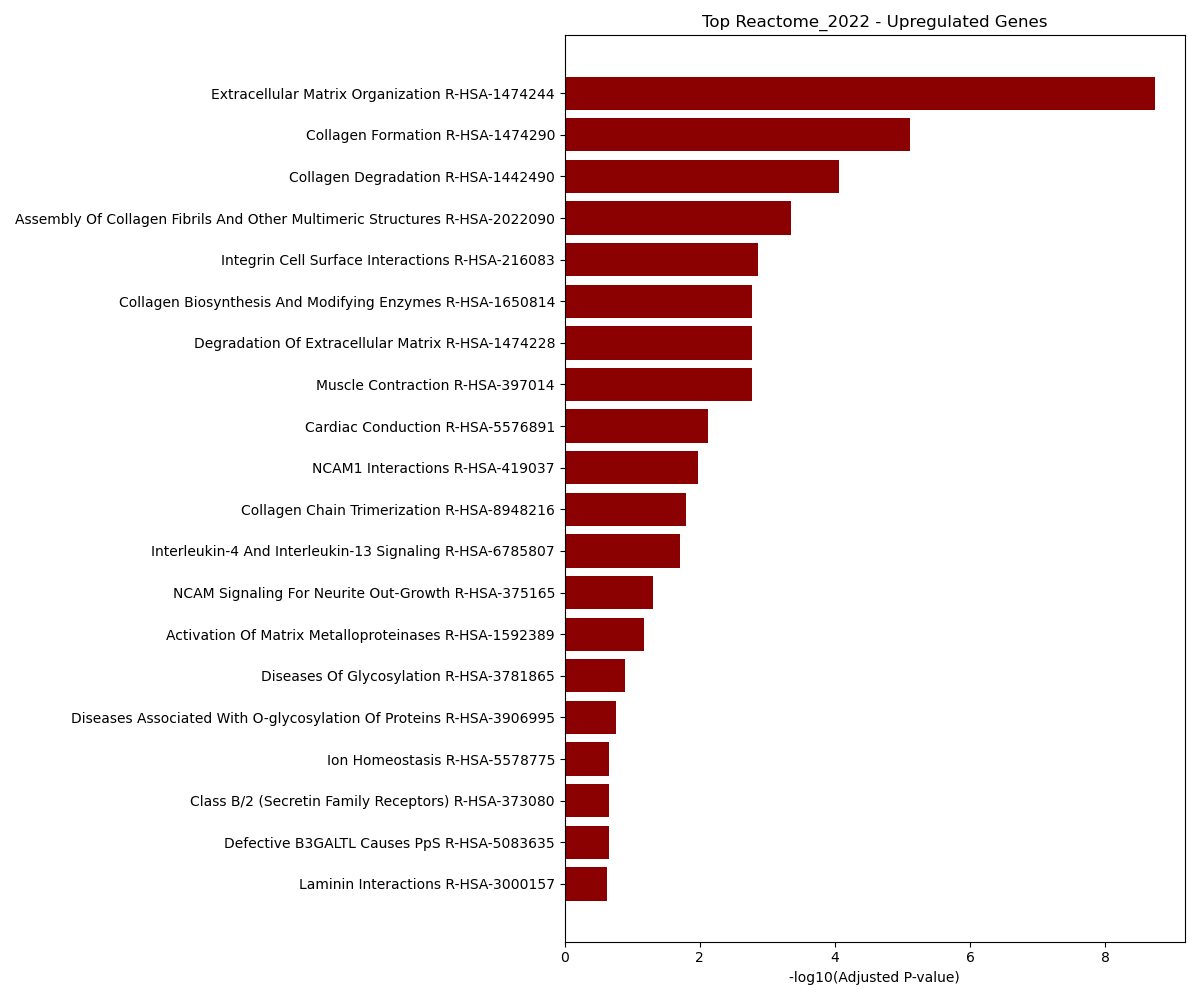 Top Reactome_2022 - Upregulated Genes
Extracellular Matrix Organization R-HSA-1474244
Collagen Formation R-HSA-1474290
Collagen Degradation R-HSA-1442490
Assembly Of Collagen Fibrils And Other Multimeric Structures R-HSA-2022090
Integrin Cell Surface Interactions R-HSA-216083
Collagen Biosynthesis And Modifying Enzymes R-HSA-1650814
Degradation Of Extracellular Matrix R-HSA-1474228
Muscle Contraction R-HSA-397014
Cardiac Conduction R-HSA-5576891
NCAM1 Interactions R-HSA-419037
Collagen Chain Trimerization R-HSA-8948216
Interleukin-4 And Interleukin-13 Signaling R-HSA-6785807
NCAM Signaling For Neurite Out-Growth R-HSA-375165
Activation Of Matrix Metalloproteinases R-HSA-1592389
Diseases Of Glycosylation R-HSA-3781865
Diseases Associated With O-glycosylation Of Proteins R-HSA-3906995
Ion Homeostasis R-HSA-5578775
Class B/2 (Secretin Family Receptors) R-HSA-373080
Defective B3GALTL Causes PpS R-HSA-5083635
Laminin Interactions R-HSA-3000157
0 2 4 6 8
-log10(Adjusted P-value)